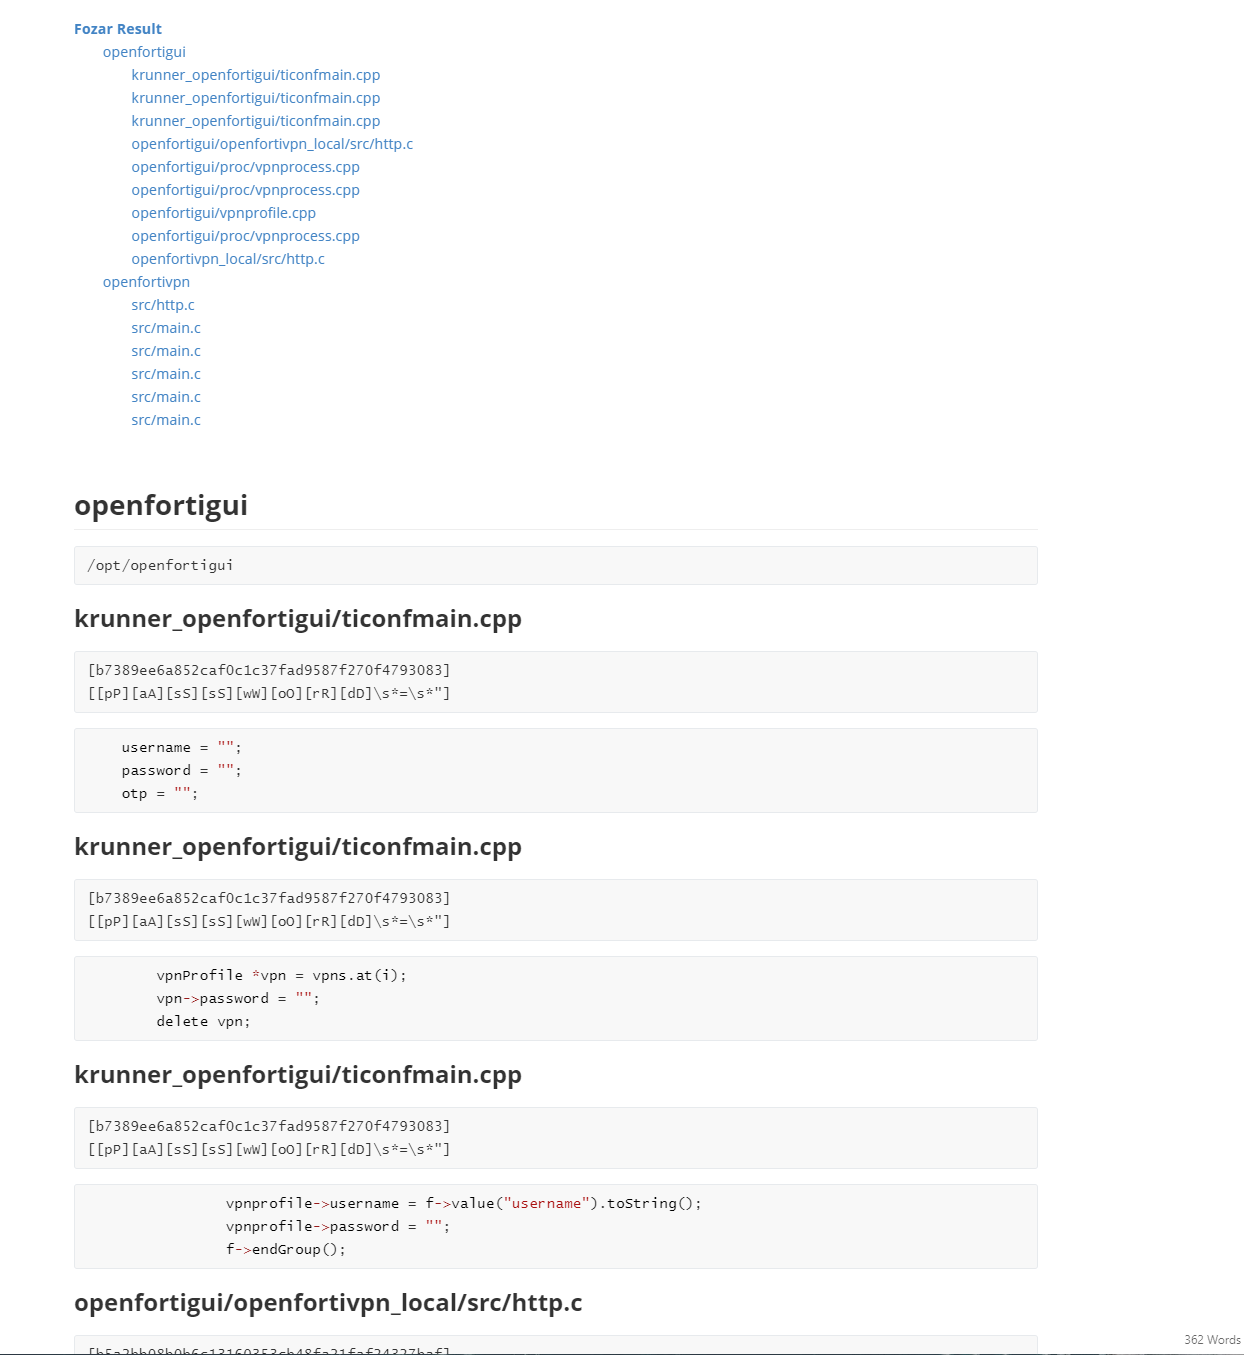 Fozar Result
openfortigui
krunner_openfortigui/ticonfmain.cpp
krunner_openfortigui/ticonfmain.cpp
krunner_openfortigui/ticonfmain.cpp
openfortigui/openfortivpn_local/src/http.c
openfortigui/proc/vpnprocess.cpp
openfortigui/proc/vpnprocess.cpp
openfortigui/vpnprofile.cpp
openfortigui/proc/vpnprocess.cpp
openfortivpn_local/src/http.c
openfortivpn
src/http.c
src/main.c
src/main.c
src/main.c
src/main.c
src/main.c
openfortigui
/opt/openfortigui
krunner_openfortigui/ticonfmain.cpp
[b7389ee6a852caf0c1c37fad9587f270f4793083]
[[pP][aA][sS][sS][wW][oO][rR][dD]\s*=\s*"]
username = "";
password = "";
otp = "";
krunner_openfortigui/ticonfmain.cpp
[b7389ee6a852caf0c1c37fad9587f270f4793083]
[[pP][aA][sS][sS][wW][oO][rR][dD]\s*=\s*"]
vpnProfile *vpn = vpns.at(i);
vpn->password = "";
delete vpn;
krunner_openfortigui/ticonfmain.cpp
[b7389ee6a852caf0c1c37fad9587f270f4793083]
[[pP][aA][sS][sS][wW][oO][rR][dD]\s*=\s*"]
vpnprofile->username = f->value("username").toString();
vpnprofile->password = "";
f->endGroup();
openfortigui/openfortivpn_local/src/http.c
362 Words